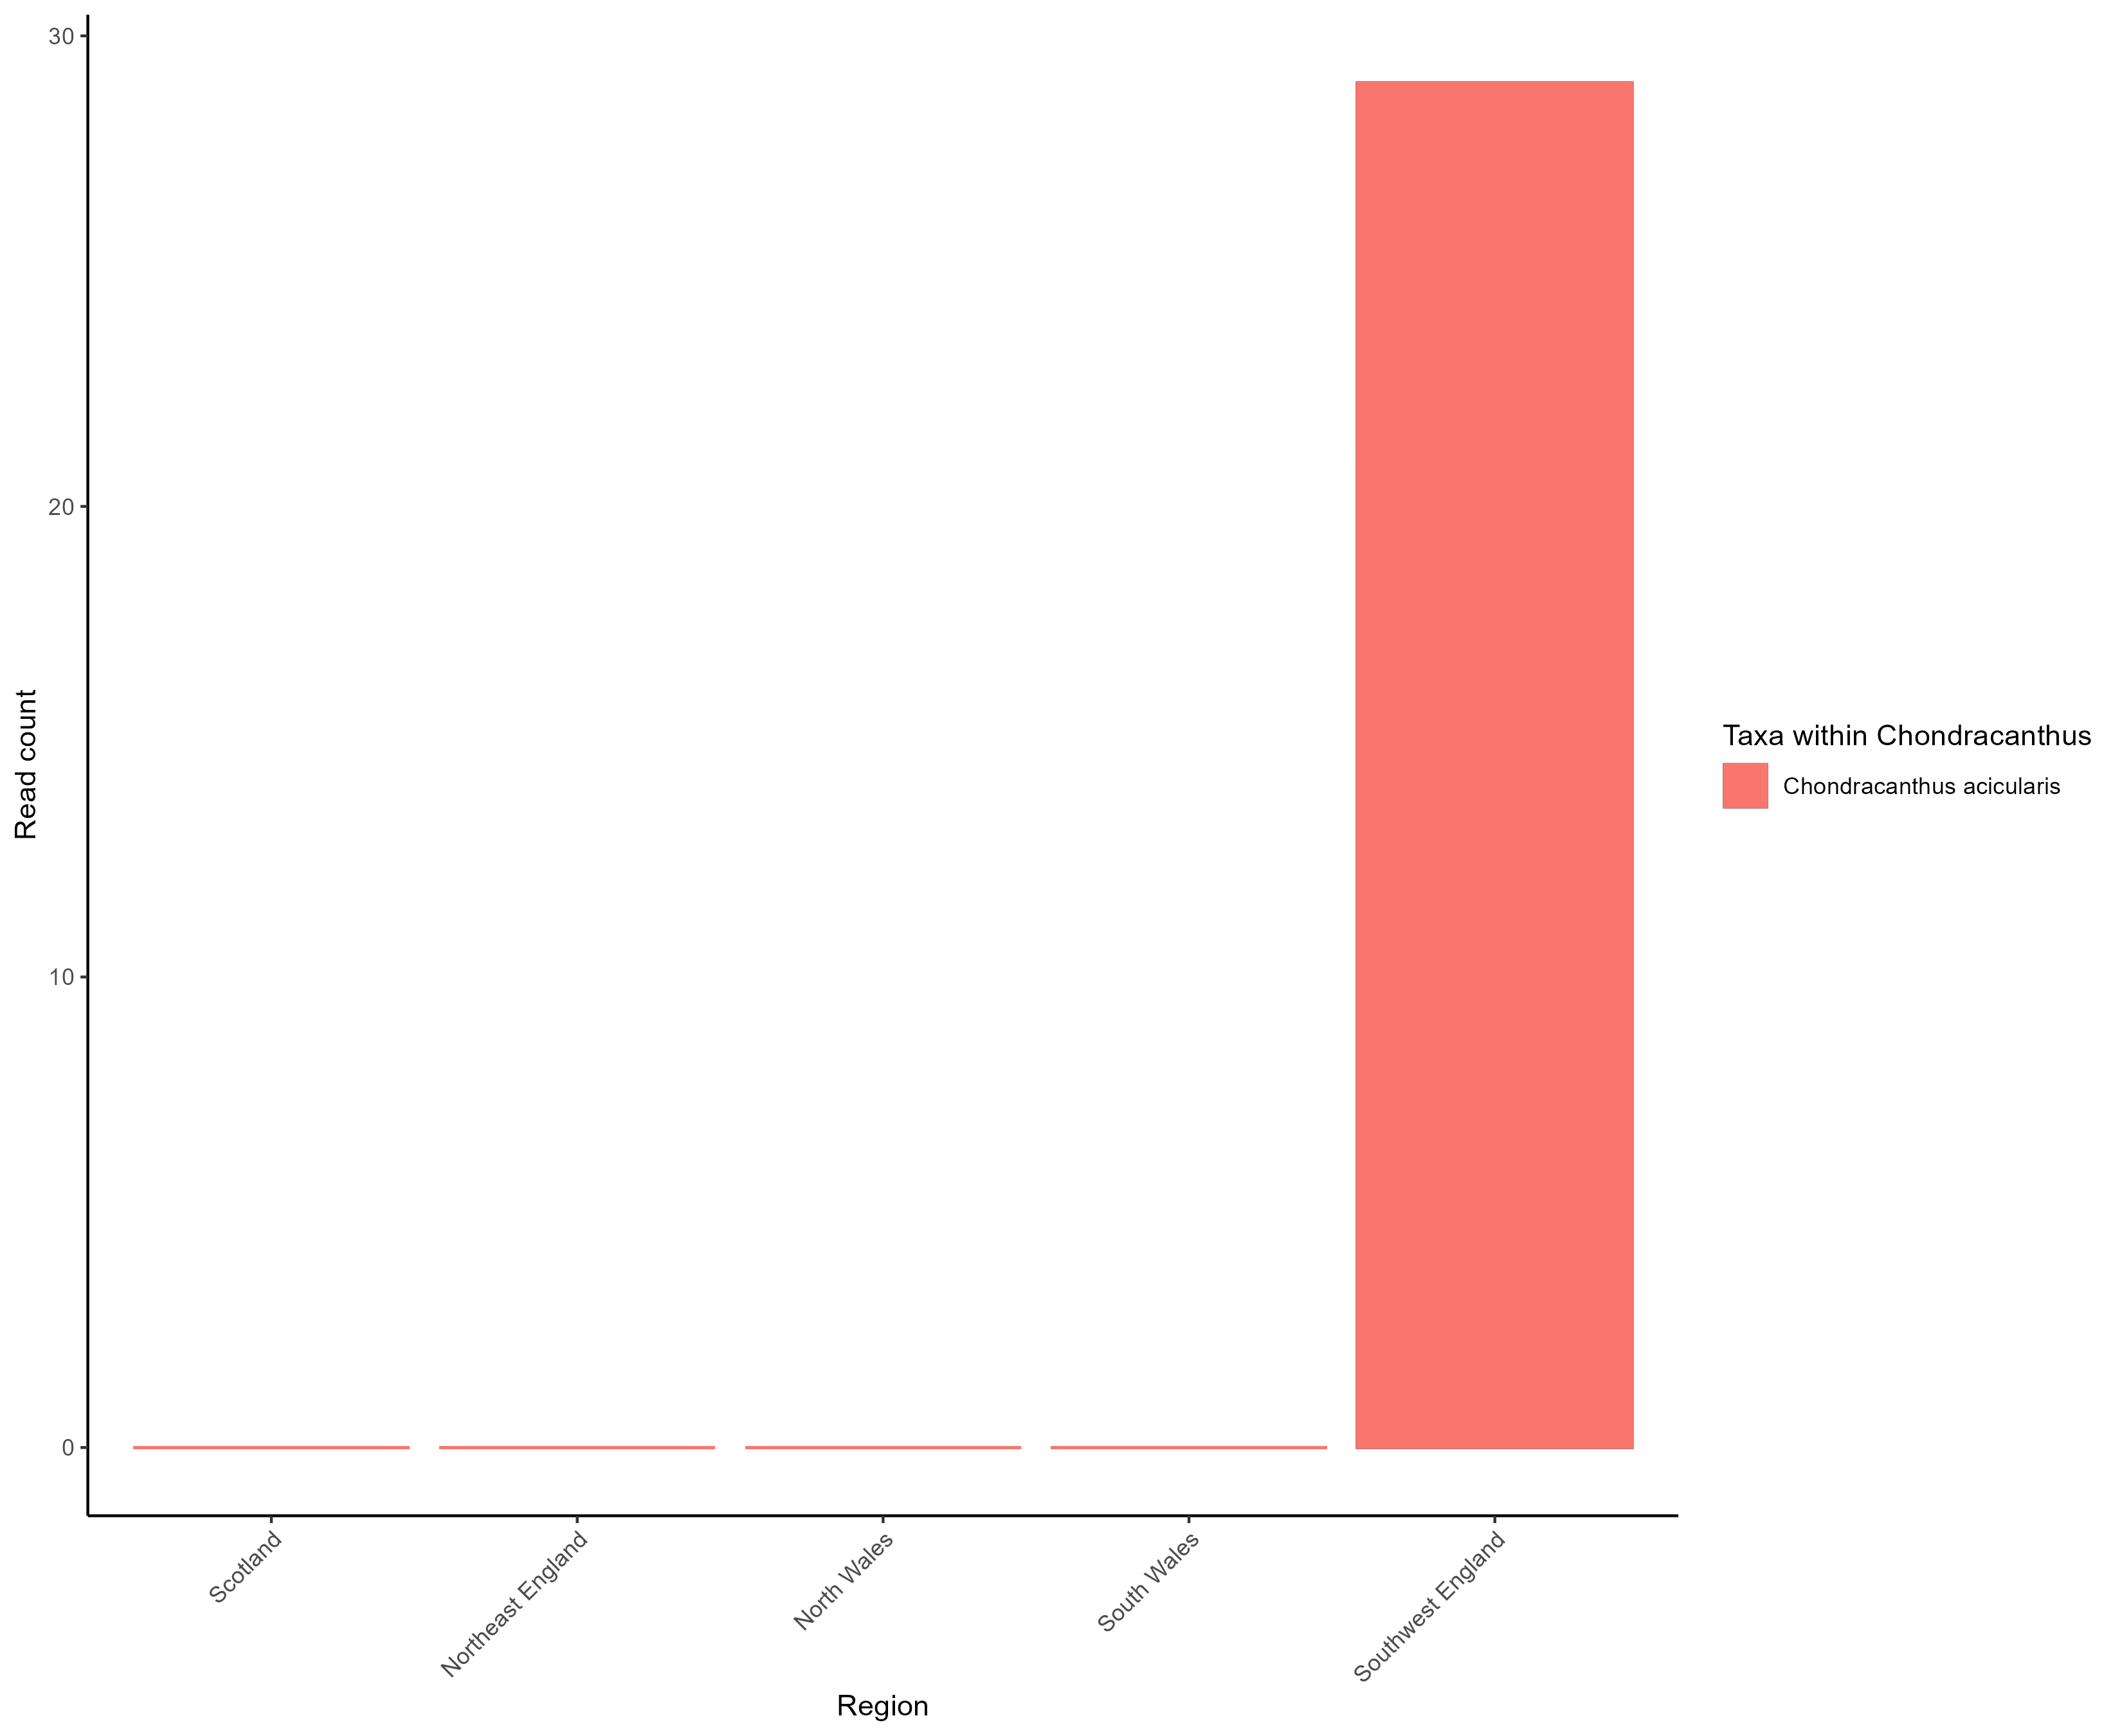 30
20
10
0
Read count
Scotland
Northeast England
North Wales
South Wales
Southwest England
Region
Taxa within Chondracanthus
Chondracanthus acicularis